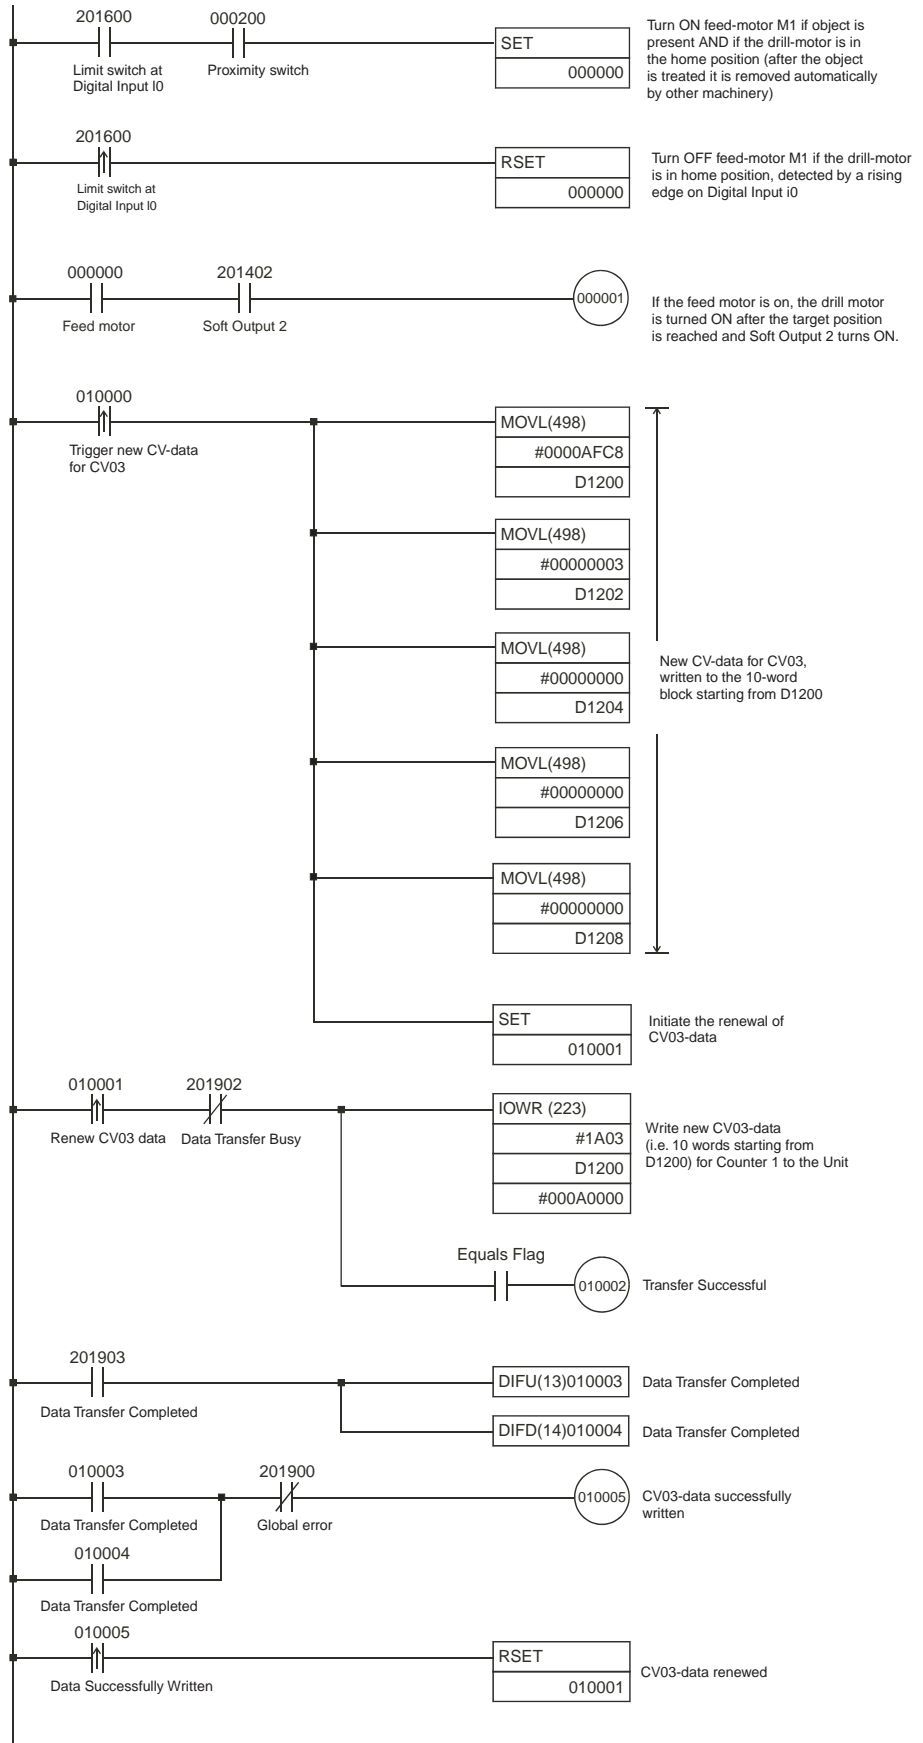 201600
000200
SET
000000
Limit switch at
Digital Input I0
Proximity switch
Turn ON feed-motor M1 if object is
present AND if the drill-motor is in
the home position (after the object
is treated it is removed automatically
by other machinery)
201600
RSET
000000
Limit switch at
Digital Input I0
Turn OFF feed-motor M1 if the drill-motor
is in home position, detected by a rising
edge on Digital Input i0
000000
201402
000001
Feed motor
Soft Output 2
If the feed motor is on, the drill motor
is turned ON after the target position
is reached and Soft Output 2 turns ON.
010000
Trigger new CV-data
for CV03
MOVL(498)
#0000AFC8
D1200
MOVL(498)
#00000003
D1202
MOVL(498)
#00000000
D1204
New CV-data for CV03,
written to the 10-word
block starting from D1200
MOVL(498)
#00000000
D1206
MOVL(498)
#00000000
D1208
SET
010001
Initiate the renewal of
CV03-data
010001
201902
Renew CV03 data
Data Transfer Busy
IOWR (223)
#1A03
D1200
#000A0000
Write new CV03-data
(i.e. 10 words starting from
D1200) for Counter 1 to the Unit
Equals Flag
010002
Transfer Successful
201903
Data Transfer Completed
DIFU(13)010003
Data Transfer Completed
DIFD(14)010004
Data Transfer Completed
010003
201900
010005
CV03-data successfully
written
Data Transfer Completed
Global error
010004
Data Transfer Completed
010005
Data Successfully Written
RSET
010001
CV03-data renewed